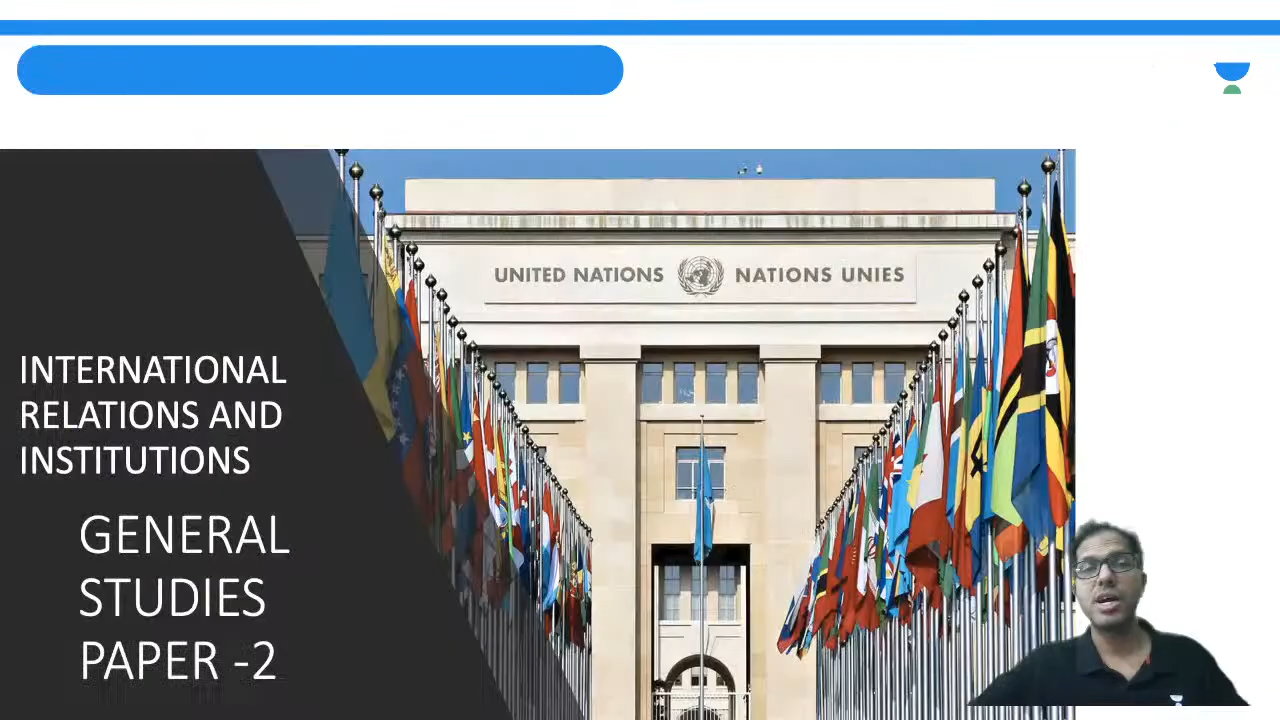 UNITED NATIONS NATIONS UNIES
INTERNATIONAL
RELATIONS AND
INSTITUTIONS
GENERAL
STUDIES
PAPER -2